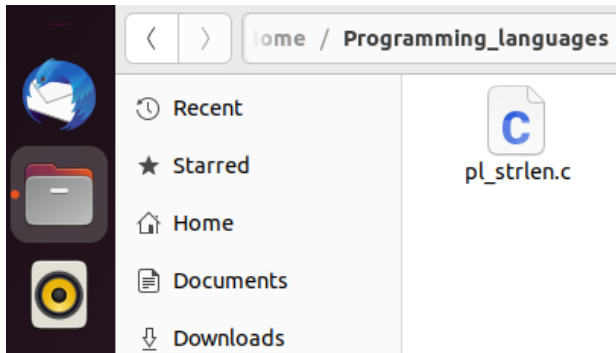 ome / Programming_languages
Recent
Starred
Home
Documents
Downloads
C
pl_strlen.c